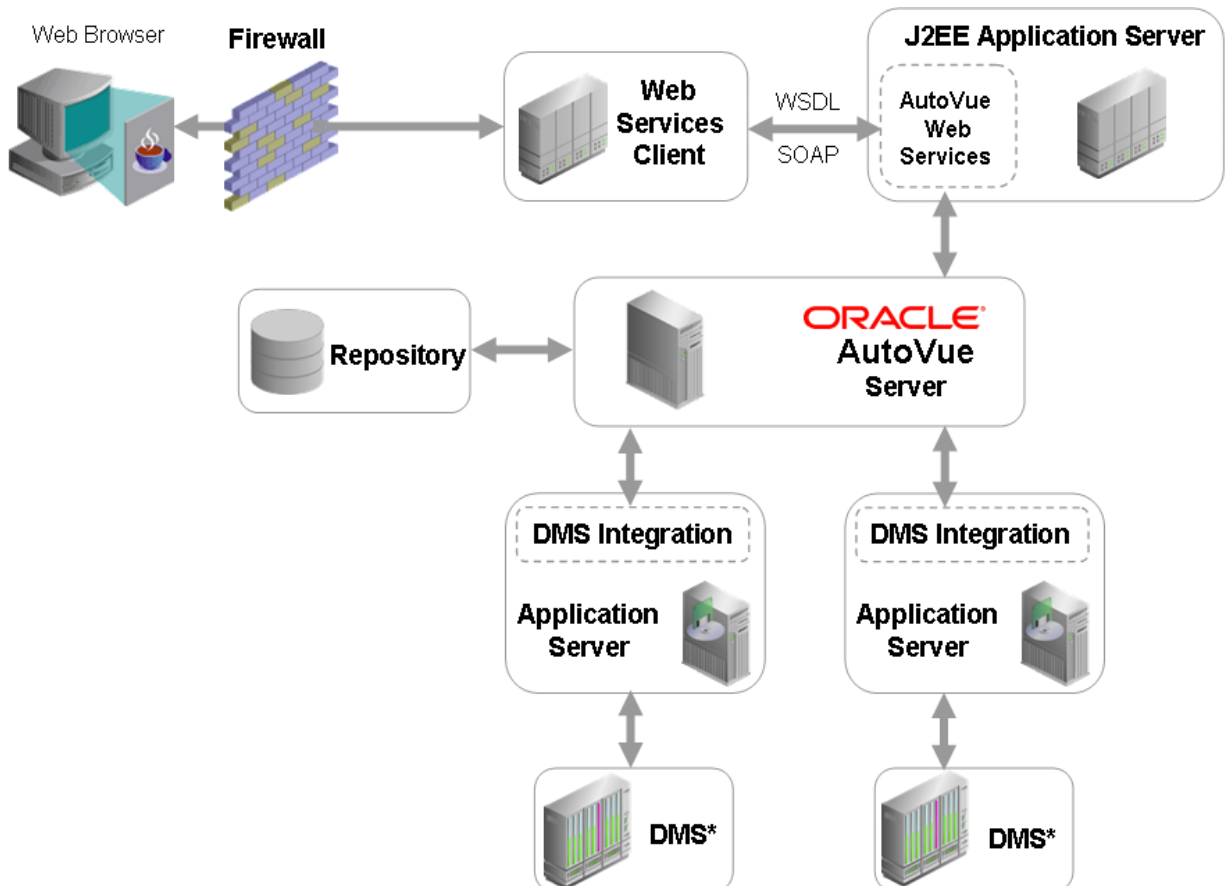 Web Browser
Firewall
Web
Services
Client
WSDL
SOAP
J2EE Application Server
AutoVue
Web
Services
Repository
ORACLE®
AutoVue
Server
DMS Integration
Application
Server
DMS Integration
Application
Server
DMS*
DMS*